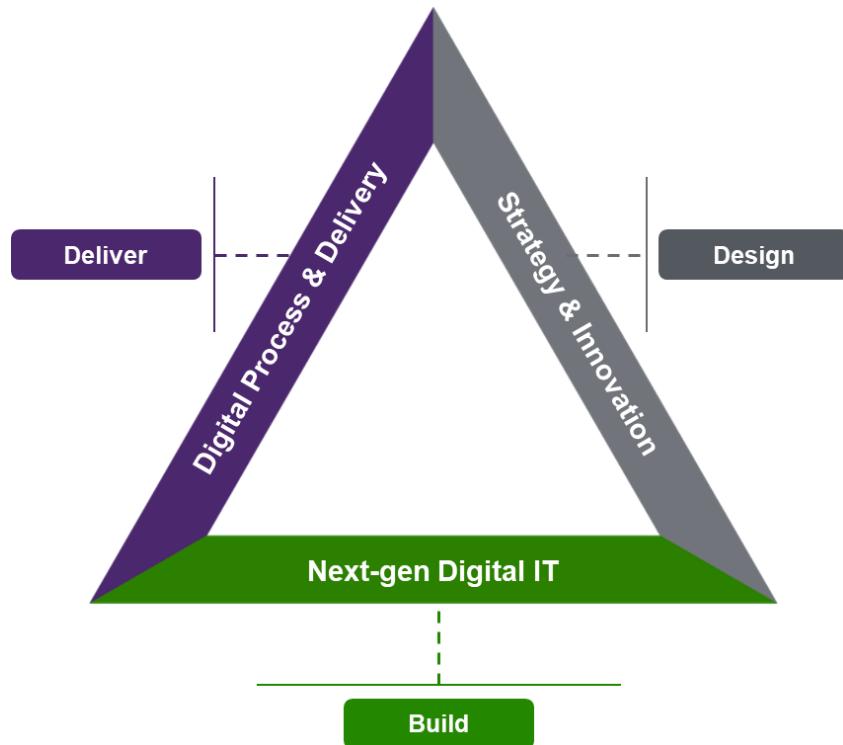 Digital Process & Delivery
Strategy & Innovation
Deliver
Design
Next-gen Digital IT
Build